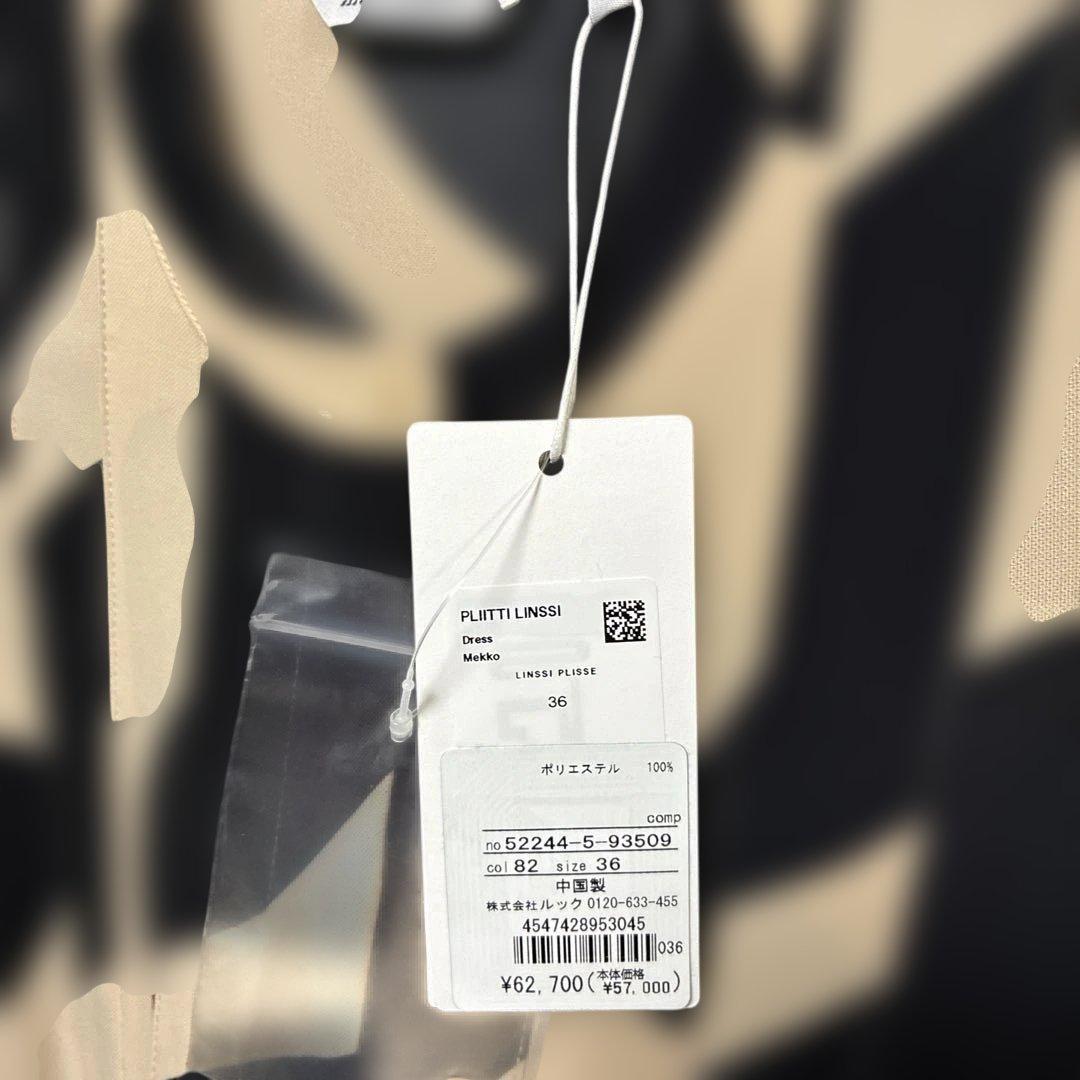 PLIITTI LINSSI
Dress
Mekko
LINSSI PLISSE
36
ポリエステル 100%
comp
no 52244-5-93509
col 82 size 36
中国製
株式会社ルック 0120-633-455
4547428953045
036
¥62,700(本体価格 ¥57,000)